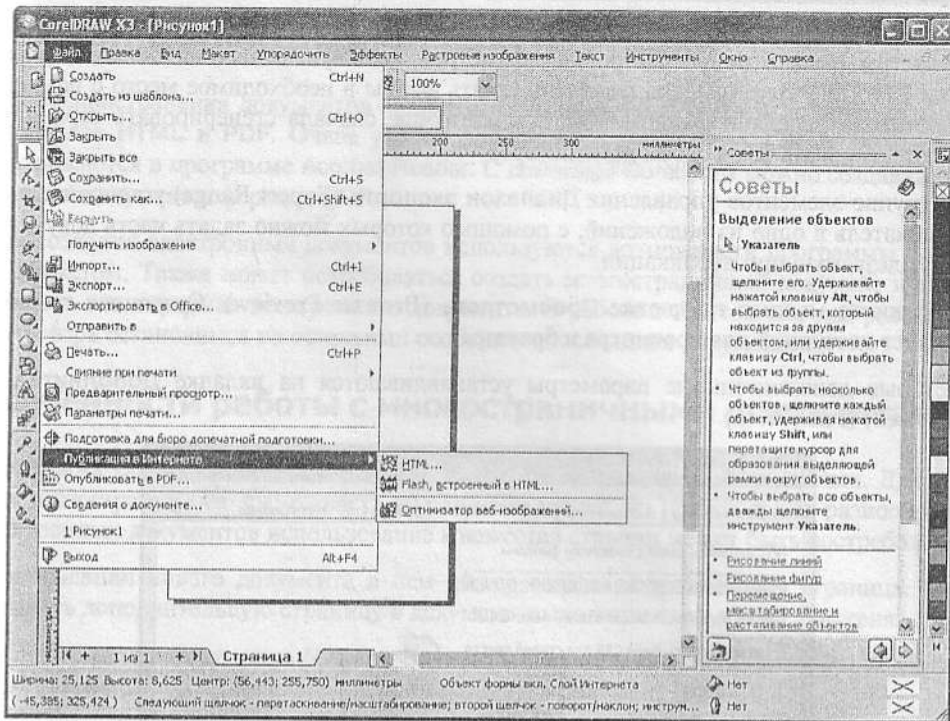 CorelDRAW X3 - [Рисунок1]
Файл Правка Вид Макет Упорядочить Эффекты Растровые изображения Текст Инструменты Окно Справка
Создать Ctrl+N
100%
Создать из шаблона...
Открыть... Ctrl+O
Закрыть
200 250 300 миллиметры
Закрыть все
Сохранить Ctrl+S
Сохранить как... Ctrl+Shift+S
Вернуть
Получить изображение
Импорт... Ctrl+I
Экспорт... Ctrl+E
Экспортировать в Office...
Отправить в
Печать... Ctrl+P
Слияние при печати
Предварительный просмотр...
Параметры печати...
Подготовка для бюро допечатной подготовки...
Публикация в Интернете
Опубликовать в PDF...
Сведения о документе...
1 Рисунок1
Выход Alt+F4
HTML...
Flash, встроенный в HTML...
Оптимизатор веб-изображений...
Советы
Советы
Выделение объектов
Указатель
• Чтобы выбрать объект,
щелкните его. Удерживайте
нажатой клавишу Alt, чтобы
выбрать объект, который
находится за другим
объектом, или удерживайте
клавишу Ctrl, чтобы выбрать
объект из группы.
• Чтобы выбрать несколько
объектов, щелкните каждый
объект, удерживая нажатой
клавишу Shift, или
перетащите курсор для
образования выделяющей
рамки вокруг объектов.
• Чтобы выбрать все объекты,
дважды щелкните
инструмент Указатель.
• Рисование линий
• Рисование фигур
• Перемещение,
масштабирование и
растягивание объектов
1 из 1 Страница 1
Ширина: 25,125 Высота: 8,625 Центр: (56,443; 255,750) миллиметры Объект формы вкл. Слой Интернета Нет
( -45,385; 325,424 ) Следующий щелчок - перетаскивание/масштабирование; второй щелчок - поворот/наклон; инструм... Нет